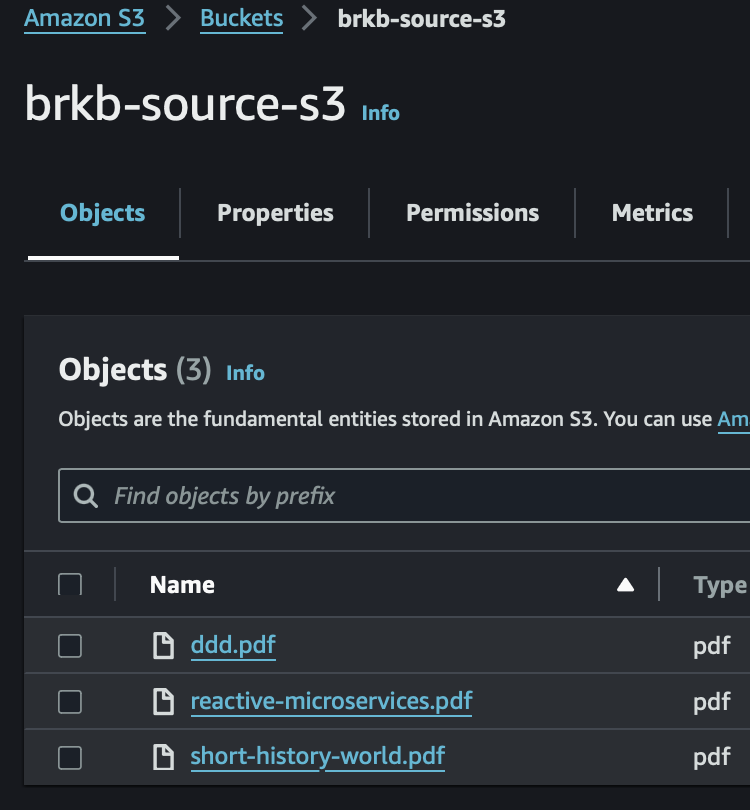 Amazon S3 > Buckets > brkb-source-s3
brkb-source-s3 Info
Objects Properties Permissions Metrics
Objects (3) Info
Objects are the fundamental entities stored in Amazon S3. You can use Am
Find objects by prefix
Name Type
ddd.pdf pdf
reactive-microservices.pdf pdf
short-history-world.pdf pdf